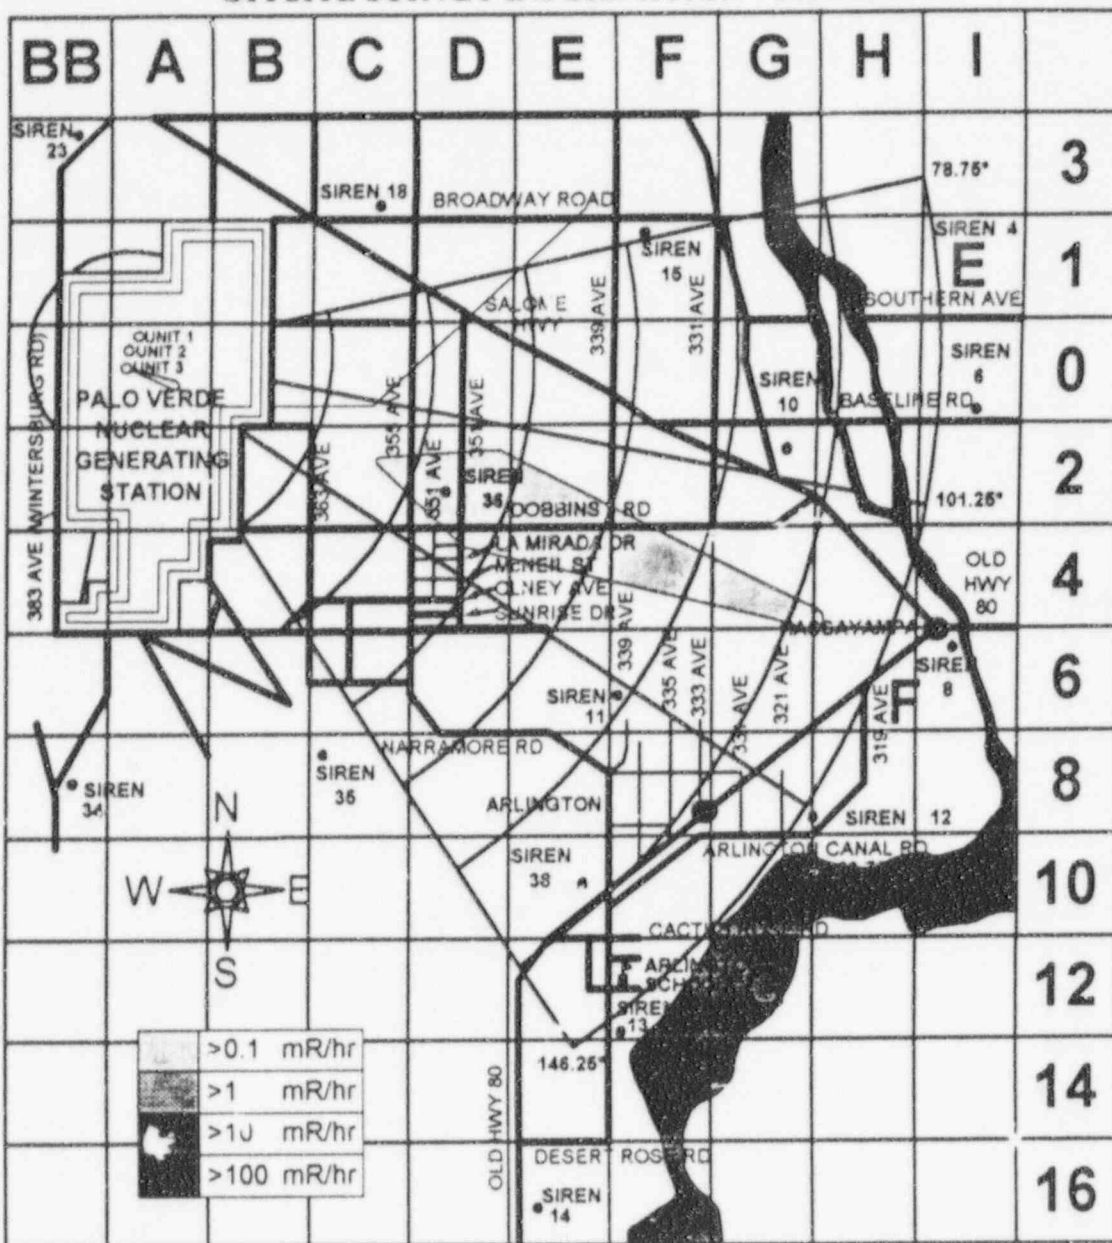 BB A B C D E F G H I
3
SIREN
23
SIREN 18
BROADWAY ROAD
78.75°
SIREN 4
E
1
SIREN
15
SALOME
HWY
339 AVE
331 AVE
SOUTHERN AVE
UNIT 1
UNIT 2
UNIT 3
383 AVE (WINTERSBURG RD)
PALO VERDE
NUCLEAR
GENERATING
STATION
355 AVE
SIREN
10
SIREN
6
BASELINE RD
0
363 AVE
351 AVE
SIREN
36
DOBBINS RD
101.25°
2
LA MIRADA DR
MCNEIL ST
OLNEY AVE
SUNRISE DR
OLD
HWY
80
4
339 AVE
335 AVE
333 AVE
321 AVE
319 AVE
SIREN
11
SIREN
8
F
6
NARRAMORE RD
SIREN
35
SIREN
ARLINGTON
SIREN 12
8
N
W E
S
SIREN
38
ARLINGTON CANAL RD
10
ARLINGTON
SCHOOL
SIREN
13
12
146.25°
OLD HWY 80
14
>0.1 mR/hr
>1 mR/hr
>10 mR/hr
>100 mR/hr
DESERT ROSE RD
SIREN
14
16